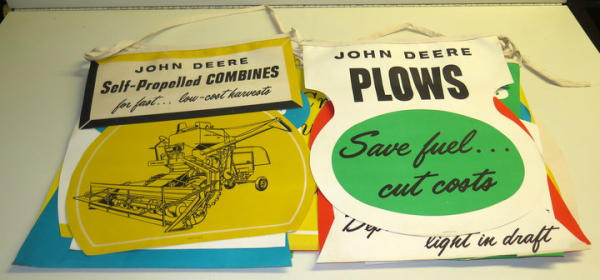 JOHN DEERE
Self-Propelled COMBINES
for fast... low-cost harvests
JOHN DEERE
PLOWS
Save fuel...
cut costs
light in draft